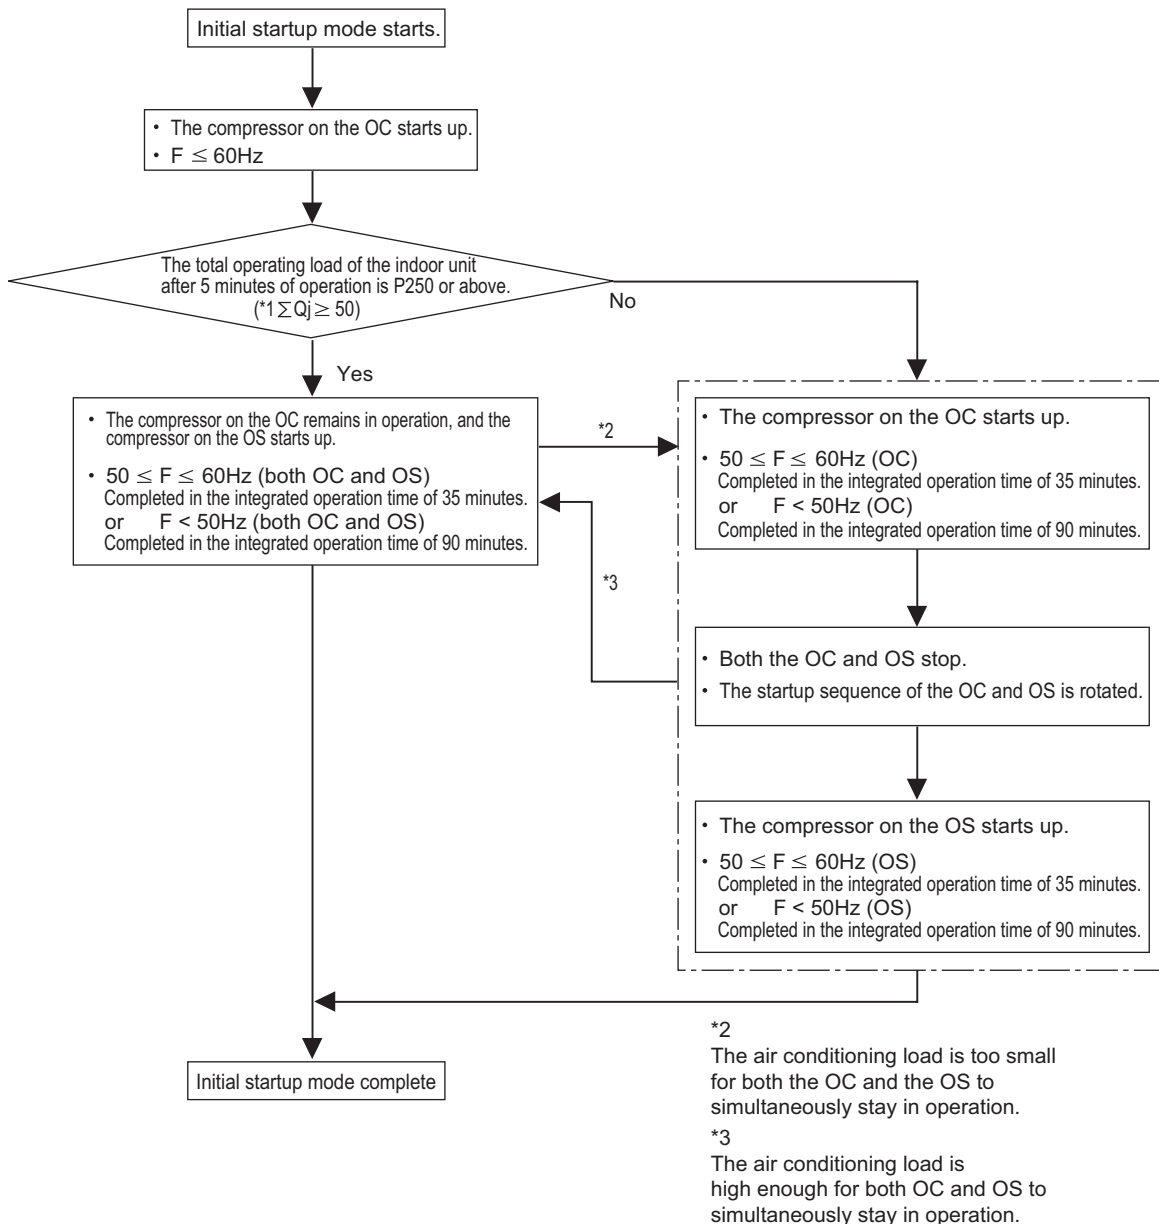 Initial startup mode starts.
・ The compressor on the OC starts up.
・ F ≤ 60Hz
The total operating load of the indoor unit
after 5 minutes of operation is P250 or above.
(*1∑Qj ≥ 50)
No
Yes
・ The compressor on the OC remains in operation, and the
compressor on the OS starts up.
・ 50 ≤ F ≤ 60Hz (both OC and OS)
Completed in the integrated operation time of 35 minutes.
or F < 50Hz (both OC and OS)
Completed in the integrated operation time of 90 minutes.
*2
*3
・ The compressor on the OC starts up.
・ 50 ≤ F ≤ 60Hz (OC)
Completed in the integrated operation time of 35 minutes.
or F < 50Hz (OC)
Completed in the integrated operation time of 90 minutes.
・ Both the OC and OS stop.
・ The startup sequence of the OC and OS is rotated.
・ The compressor on the OS starts up.
・ 50 ≤ F ≤ 60Hz (OS)
Completed in the integrated operation time of 35 minutes.
or F < 50Hz (OS)
Completed in the integrated operation time of 90 minutes.
Initial startup mode complete
*2
The air conditioning load is too small
for both the OC and the OS to
simultaneously stay in operation.
*3
The air conditioning load is
high enough for both OC and OS to
simultaneously stay in operation.